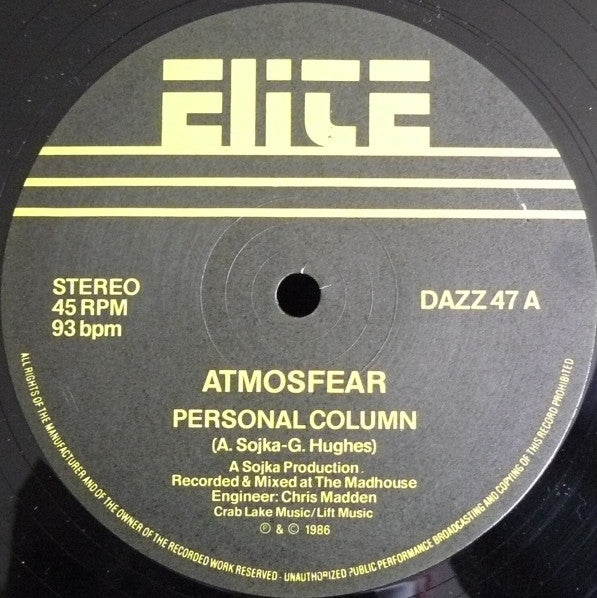 ELITE
STEREO
45 RPM
93 bpm
DAZZ 47 A
ATMOSFEAR
PERSONAL COLUMN
(A. Sojka-G. Hughes)
A Sojka Production.
Recorded & Mixed at The Madhouse
Engineer: Chris Madden
Crab Lake Music/Lift Music
℗ & © 1986
ALL RIGHTS OF THE MANUFACTURER AND OF THE OWNER OF THE RECORDED WORK RESERVED - UNAUTHORIZED PUBLIC PERFORMANCE BROADCASTING AND COPYING OF THIS RECORD PROHIBITED